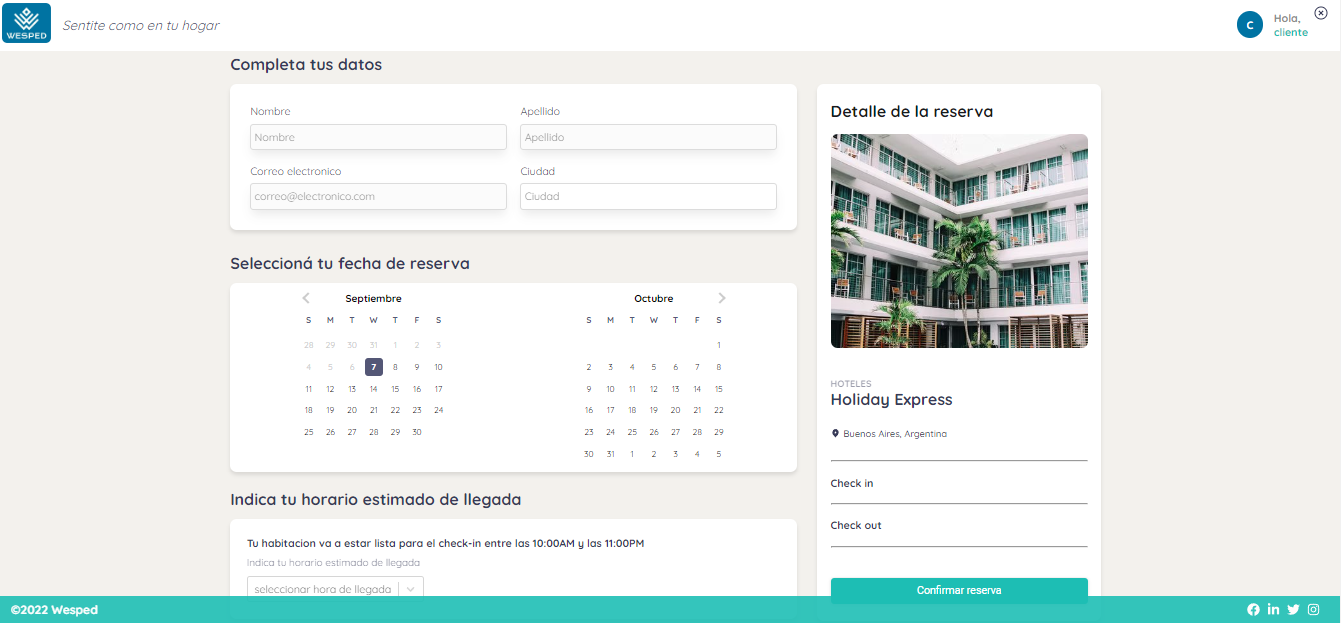 WESPED
Sentite como en tu hogar
C
Hola,
cliente
Completa tus datos
Nombre
Apellido
Nombre
Apellido
Correo electronico
Ciudad
correo@electronico.com
Ciudad
Seleccioná tu fecha de reserva
Septiembre
S M T W T F S
28 29 30 31 1 2 3
4 5 6 7 8 9 10
11 12 13 14 15 16 17
18 19 20 21 22 23 24
25 26 27 28 29 30
Octubre
S M T W T F S
1
2 3 4 5 6 7 8
9 10 11 12 13 14 15
16 17 18 19 20 21 22
23 24 25 26 27 28 29
30 31 1 2 3 4 5
Indica tu horario estimado de llegada
Tu habitacion va a estar lista para el check-in entre las 10:00AM y las 11:00PM
Indica tu horario estimado de llegada
seleccionar hora de llegada
Detalle de la reserva
HOTELES
Holiday Express
Buenos Aires, Argentina
Check in
Check out
Confirmar reserva
©2022 Wesped